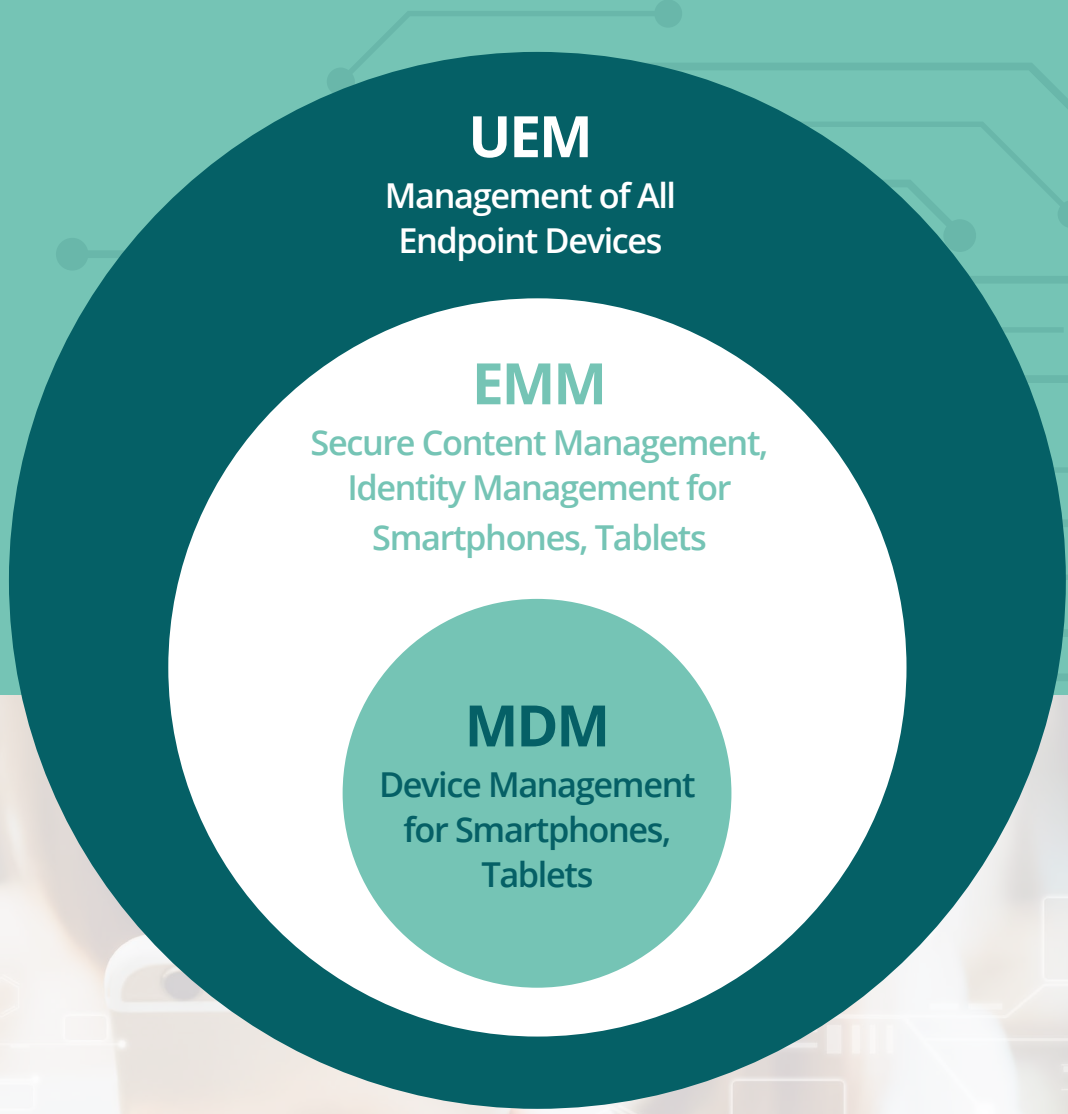 UEM
Management of All
Endpoint Devices
EMM
Secure Content Management,
Identity Management for
Smartphones, Tablets
MDM
Device Management
for Smartphones,
Tablets